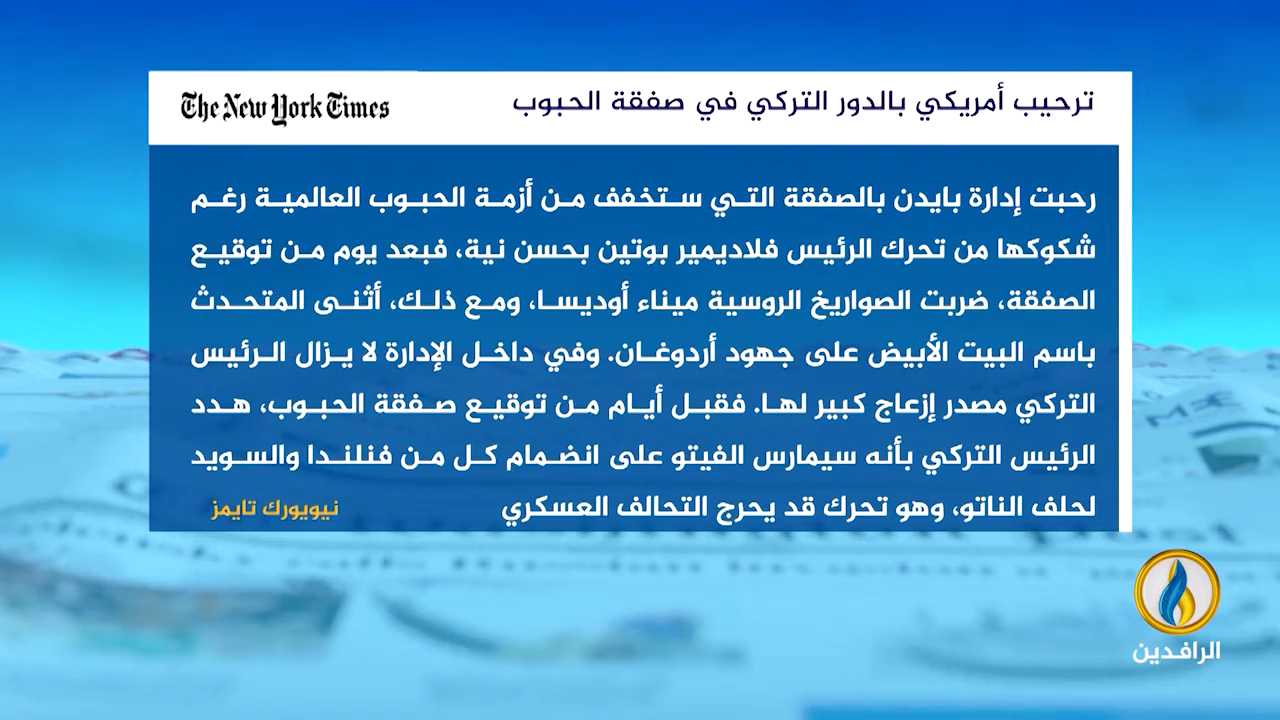 ترحيب أمريكي بالدور التركي في صفقة الحبوب
The New York Times
رحبت إدارة بايدن بالصفقة التي ستخفف من أزمة الحبوب العالمية رغم
شكوكها من تحرك الرئيس فلاديمير بوتين بحسن نية، فبعد يوم من توقيع
الصفقة، ضربت الصواريخ الروسية ميناء أوديسا، ومع ذلك، أثنى المتحدث
باسم البيت الأبيض على جهود أردوغان. وفي داخل الإدارة لا يزال الرئيس
التركي مصدر إزعاج كبير لها. فقبل أيام من توقيع صفقة الحبوب، هدد
الرئيس التركي بأنه سيمارس الفيتو على انضمام كل من فنلندا والسويد
لحلف الناتو، وهو تحرك قد يحرج التحالف العسكري
نيويورك تايمز
الرافدين